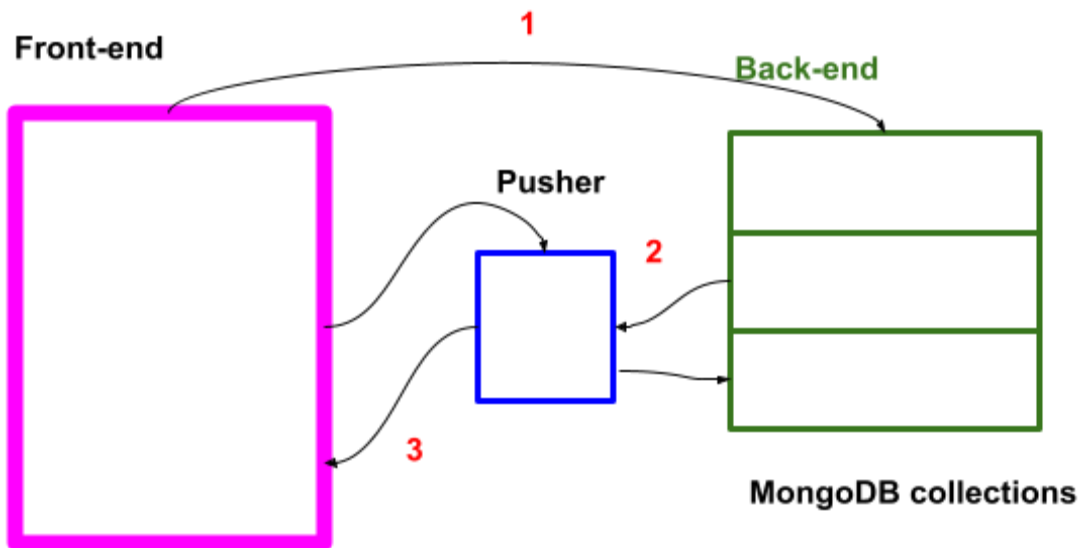 1
Front-end
Back-end
Pusher
2
3
MongoDB collections